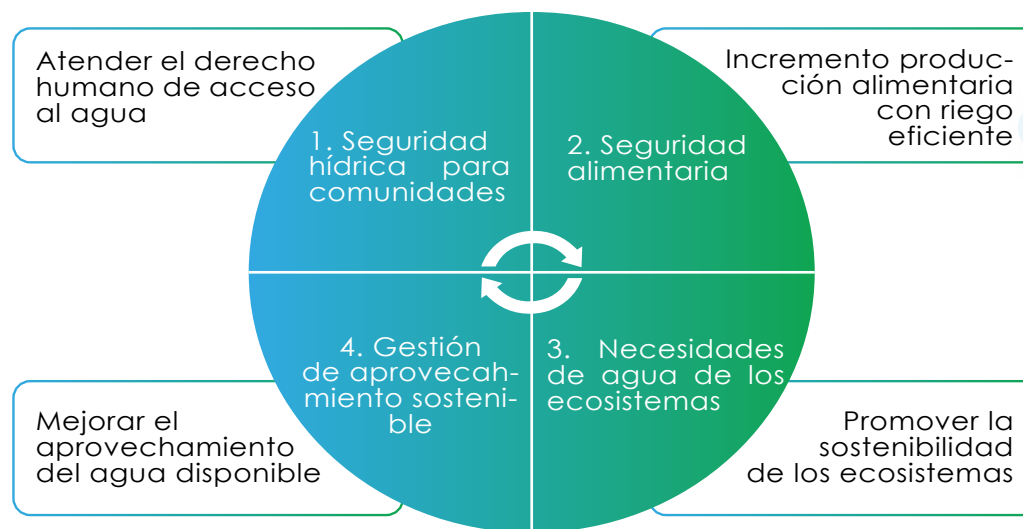 Atender el derecho
humano de acceso
al agua
Incremento produc-
ción alimentaria
con riego
eficiente
1. Seguridad
hídrica para
comunidades
2. Seguridad
alimentaria
4. Gestión
de aprovecah-
miento sosteni-
ble
3. Necesidades
de agua de los
ecosistemas
Mejorar el
aprovechamiento
del agua disponible
Promover la
sostenibilidad
de los ecosistemas